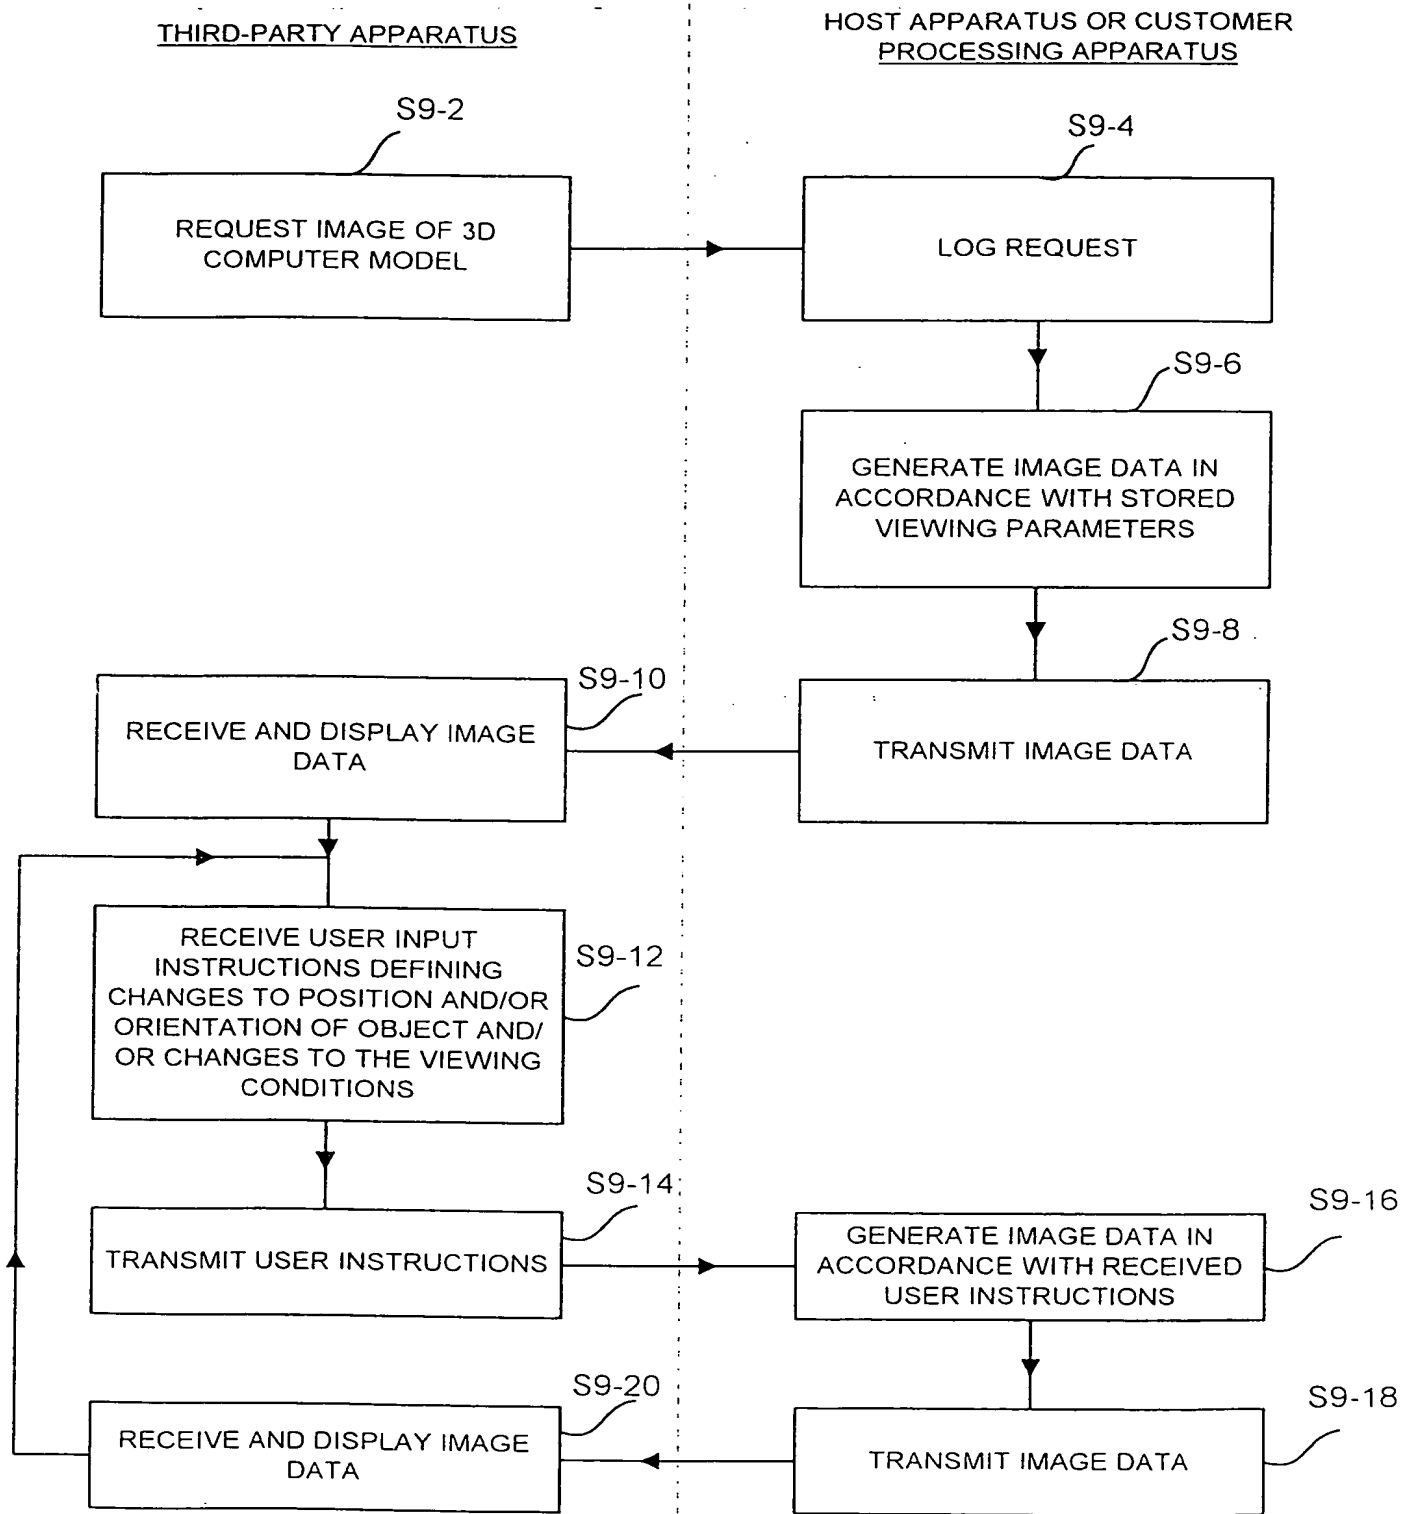 THIRD-PARTY APPARATUS
HOST APPARATUS OR CUSTOMER
PROCESSING APPARATUS
S9-2
REQUEST IMAGE OF 3D
COMPUTER MODEL
S9-4
LOG REQUEST
S9-6
GENERATE IMAGE DATA IN
ACCORDANCE WITH STORED
VIEWING PARAMETERS
S9-8
TRANSMIT IMAGE DATA
S9-10
RECEIVE AND DISPLAY IMAGE
DATA
S9-12
RECEIVE USER INPUT
INSTRUCTIONS DEFINING
CHANGES TO POSITION AND/OR
ORIENTATION OF OBJECT AND/
OR CHANGES TO THE VIEWING
CONDITIONS
S9-14
TRANSMIT USER INSTRUCTIONS
S9-16
GENERATE IMAGE DATA IN
ACCORDANCE WITH RECEIVED
USER INSTRUCTIONS
S9-18
TRANSMIT IMAGE DATA
S9-20
RECEIVE AND DISPLAY IMAGE
DATA